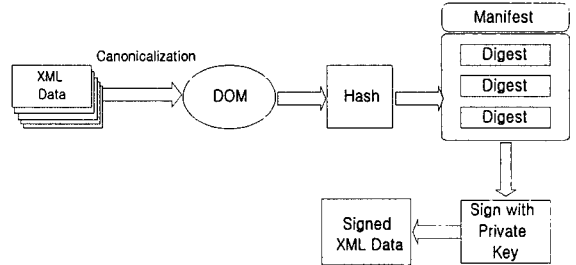 Manifest
Canonicalization
XML
Data
DOM
Hash
Digest
Digest
Digest
Signed
XML Data
Sign with
Private
Key